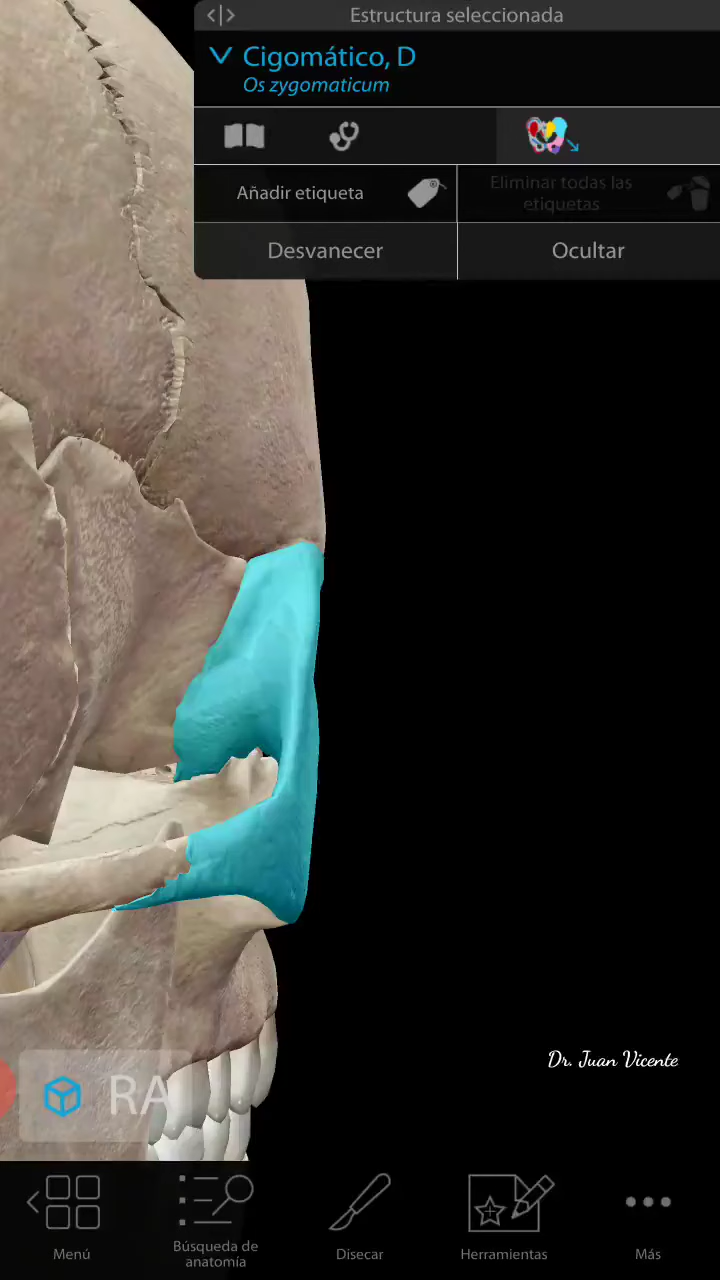 Estructura seleccionada
Cigomático, D
Os zygomaticum
Añadir etiqueta
Eliminar todas las
etiquetas
Desvanecer
Ocultar
Dr. Juan Vicente
RA
Menú
Búsqueda de
anatomía
Disecar
Herramientas
Más